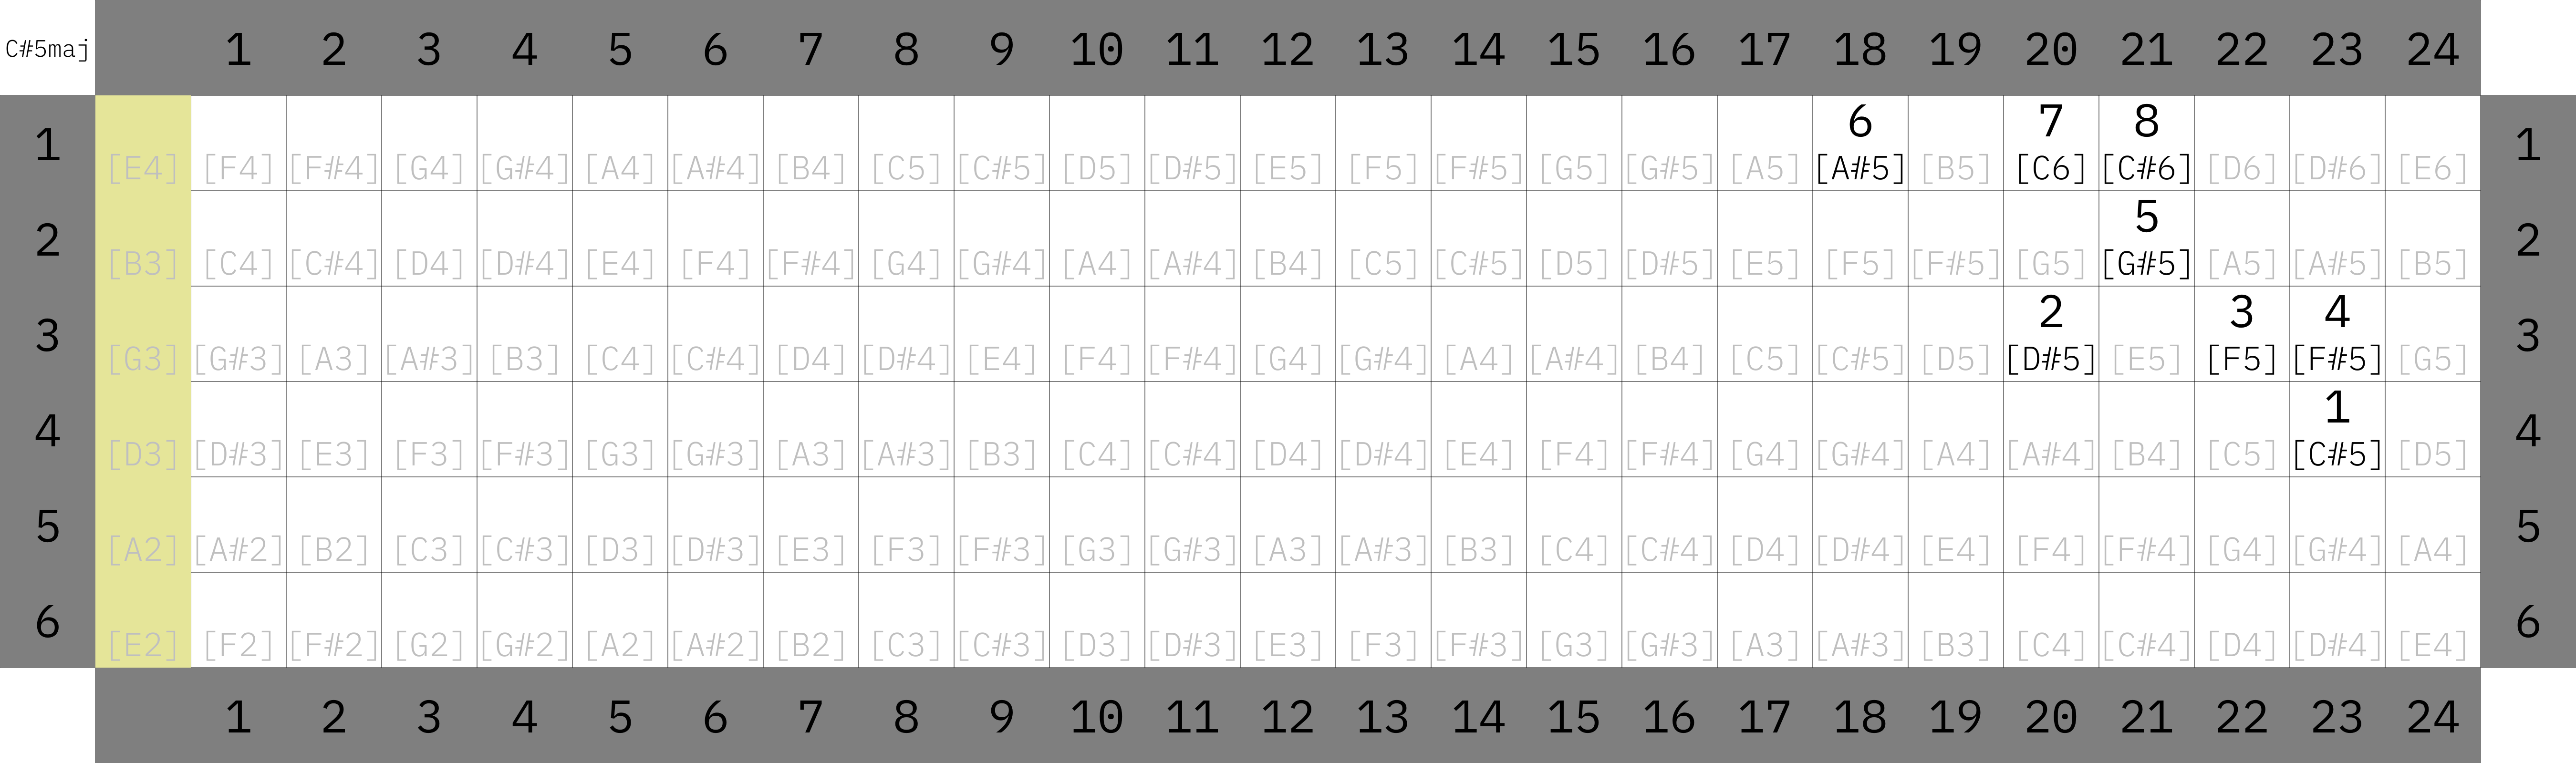 C#5maj 1 2 3 4 5 6 7 8 9 10 11 12 13 14 15 16 17 18 19 20 21 22 23 24
6 7 8
1 [E4] [F4] [F#4] [G4] [G#4] [A4] [A#4] [B4] [C5] [C#5] [D5] [D#5] [E5] [F5] [F#5] [G5] [G#5] [A5] [A#5] [B5] [C6] [C#6] [D6] [D#6] [E6] 1
5
2 [B3] [C4] [C#4] [D4] [D#4] [E4] [F4] [F#4] [G4] [G#4] [A4] [A#4] [B4] [C5] [C#5] [D5] [D#5] [E5] [F5] [F#5] [G5] [G#5] [A5] [A#5] [B5] 2
2 3 4
3 [G3] [G#3] [A3] [A#3] [B3] [C4] [C#4] [D4] [D#4] [E4] [F4] [F#4] [G4] [G#4] [A4] [A#4] [B4] [C5] [C#5] [D5] [D#5] [E5] [F5] [F#5] [G5] 3
1
4 [D3] [D#3] [E3] [F3] [F#3] [G3] [G#3] [A3] [A#3] [B3] [C4] [C#4] [D4] [D#4] [E4] [F4] [F#4] [G4] [G#4] [A4] [A#4] [B4] [C5] [C#5] [D5] 4
5 [A2] [A#2] [B2] [C3] [C#3] [D3] [D#3] [E3] [F3] [F#3] [G3] [G#3] [A3] [A#3] [B3] [C4] [C#4] [D4] [D#4] [E4] [F4] [F#4] [G4] [G#4] [A4] 5
6 [E2] [F2] [F#2] [G2] [G#2] [A2] [A#2] [B2] [C3] [C#3] [D3] [D#3] [E3] [F3] [F#3] [G3] [G#3] [A3] [A#3] [B3] [C4] [C#4] [D4] [D#4] [E4] 6
1 2 3 4 5 6 7 8 9 10 11 12 13 14 15 16 17 18 19 20 21 22 23 24